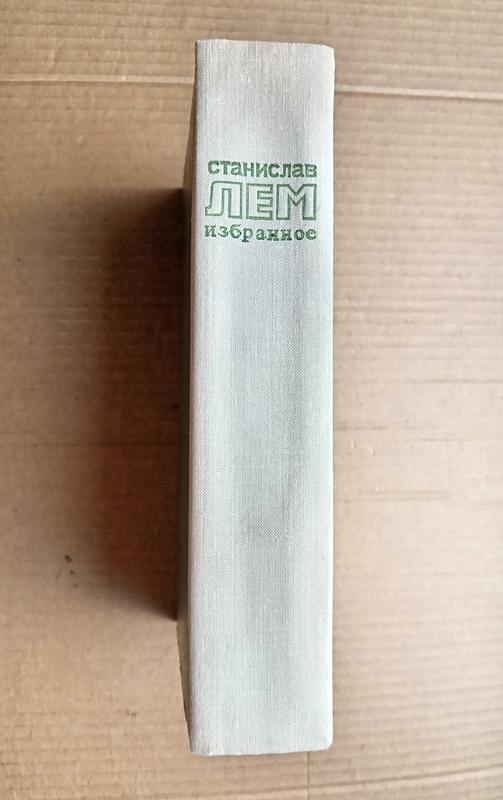 станислав
ЛЕМ
избранное